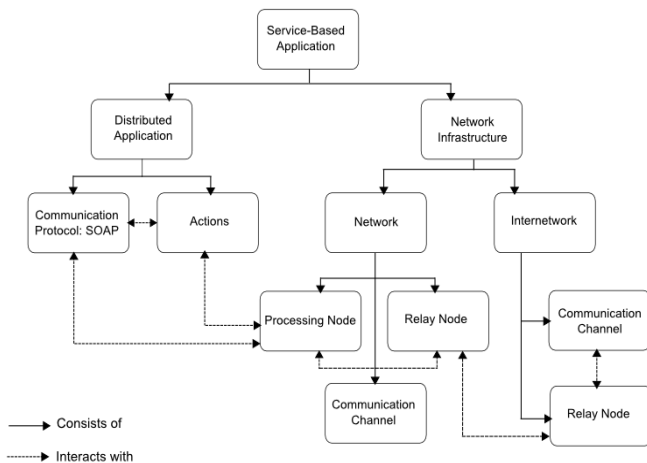 Service-Based
Application
Distributed
Application
Network
Infrastructure
Communication
Protocol: SOAP
Actions
Network
Internetwork
Processing Node
Relay Node
Communication
Channel
Communication
Channel
Relay Node
Consists of
Interacts with